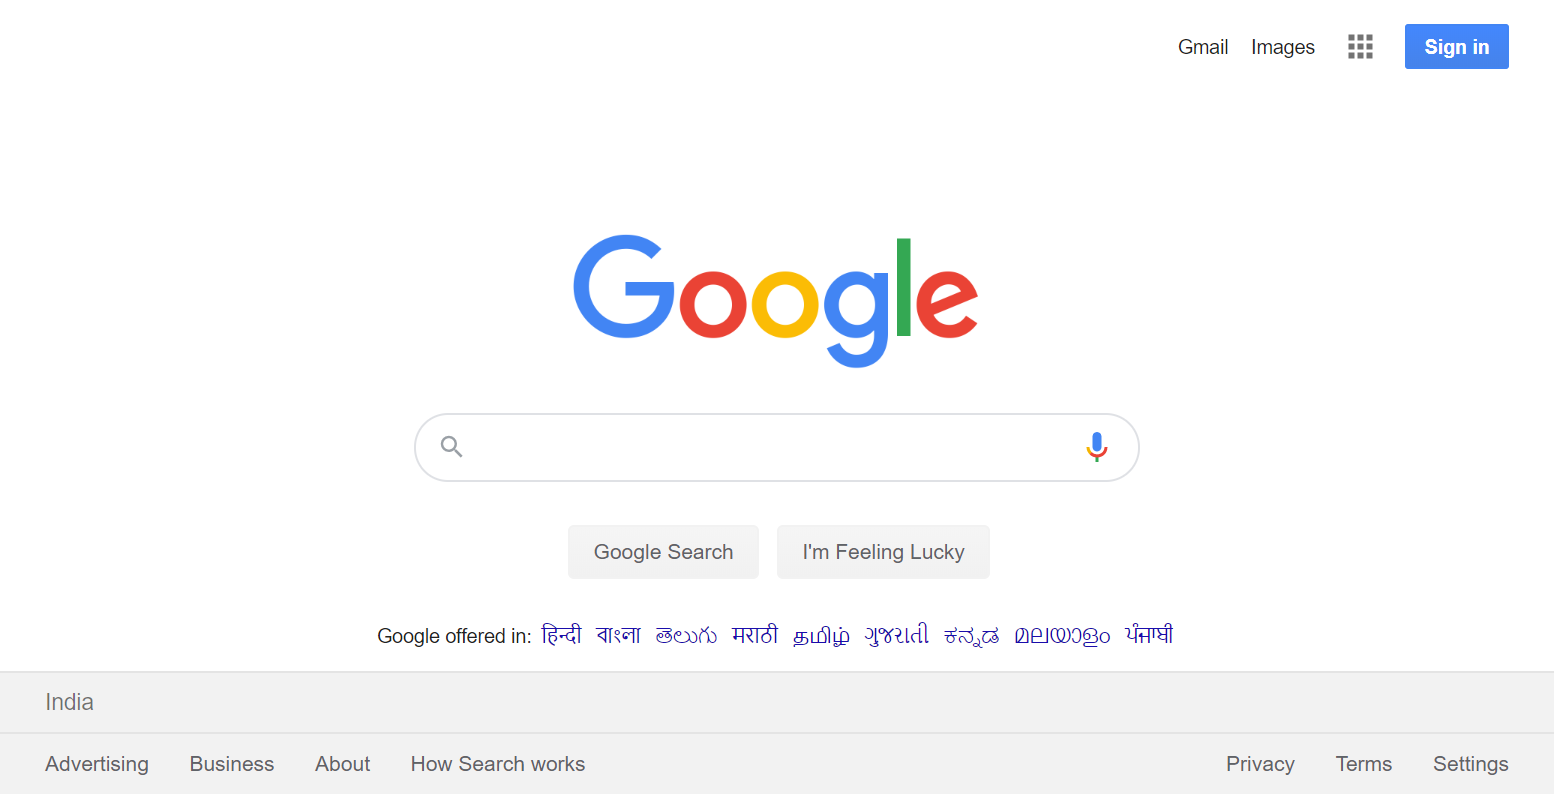 Gmail Images Sign in
Google
Google Search I'm Feeling Lucky
Google offered in: हिन्दी বাংলা తెలుగు मराठी தமிழ் ગુજરાતી ಕನ್ನಡ മലയാളം ਪੰਜਾਬੀ
India
Advertising Business About How Search works Privacy Terms Settings